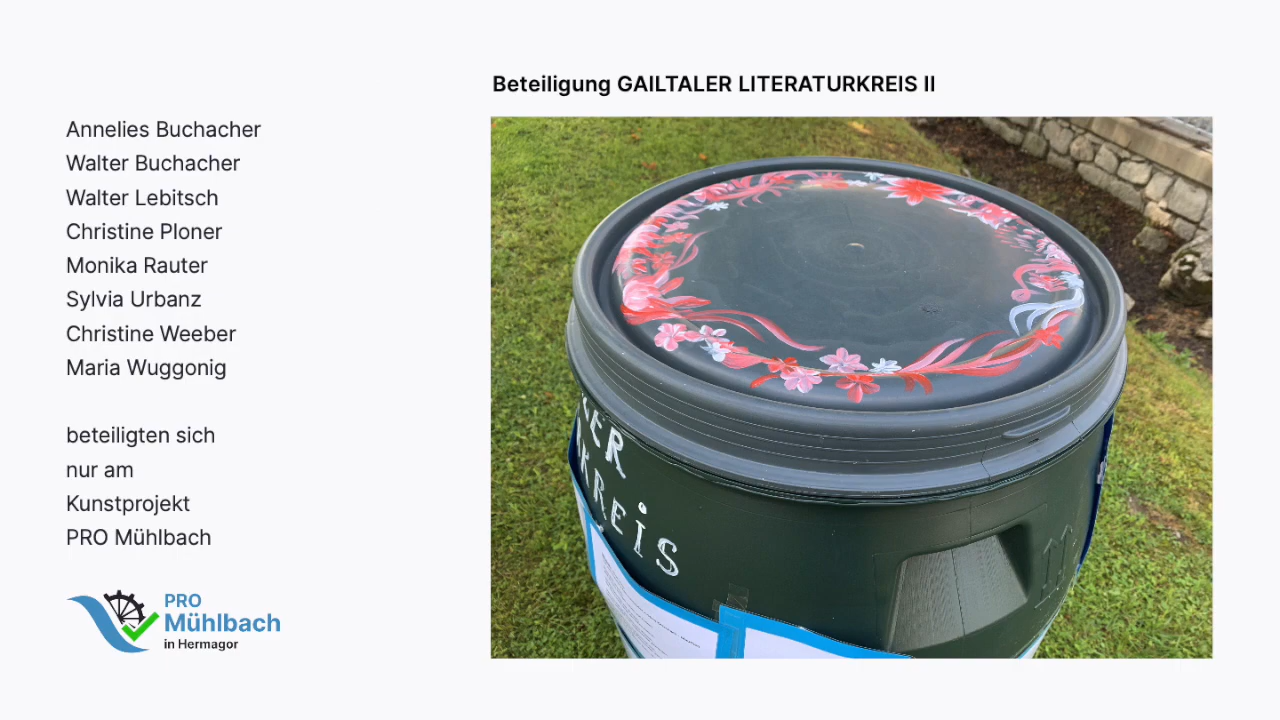 Beteiligung GAILTALER LITERATURKREIS II
Annelies Buchacher
Walter Buchacher
Walter Lebitsch
Christine Ploner
Monika Rauter
Sylvia Urbanz
Christine Weeber
Maria Wuggonig
beteiligten sich
nur am
Kunstprojekt
PRO Mühlbach
PRO
Mühlbach
in Hermagor